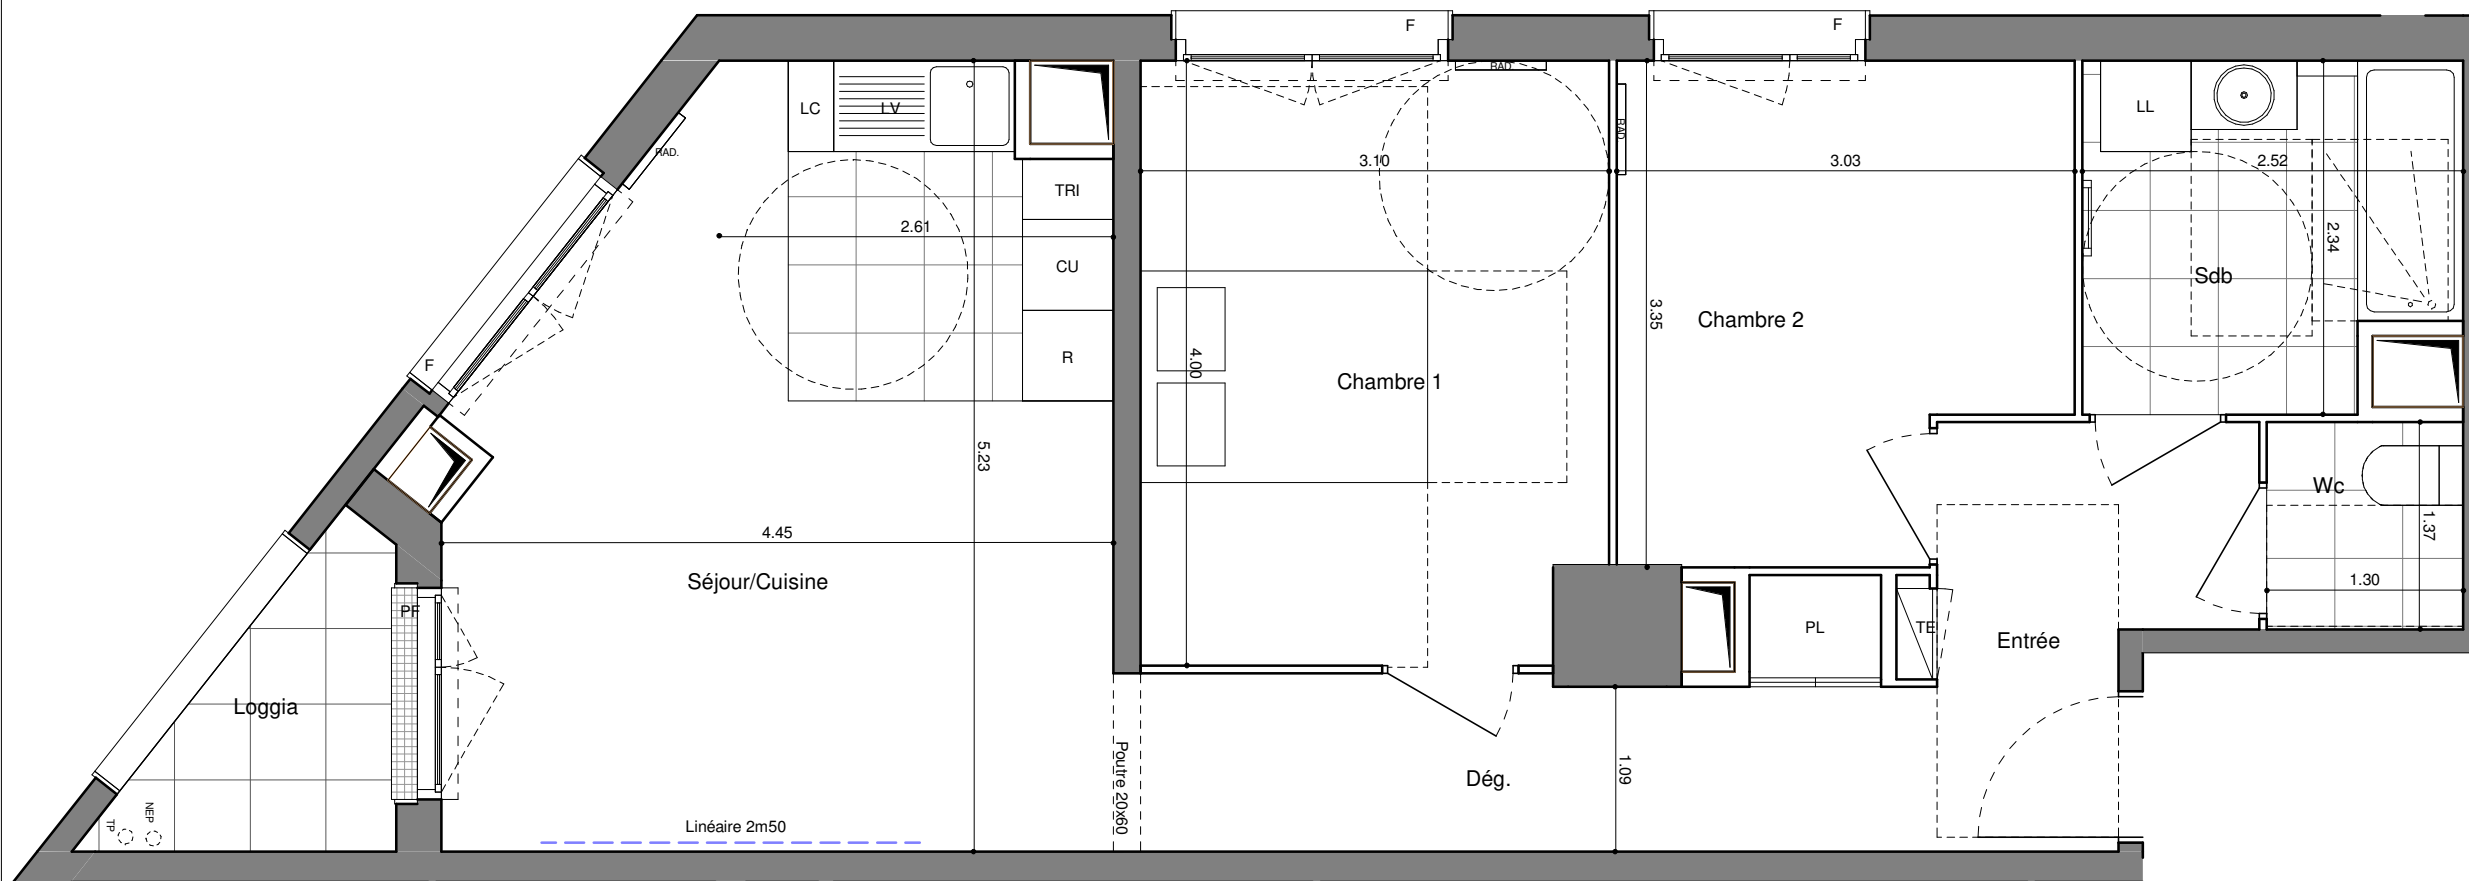 F
F
RAD.
RAD.
LC
LV
LL
RAD.
3.10
3.03
2.52
TRI
2.61
2.34
CU
Sdb
3.35
Chambre 2
4.00
R
F
Chambre 1
5.23
Wc
1.37
4.45
1.30
Séjour/Cuisine
PF
PL
TE
Entrée
Loggia
Poutre 20x60
Dég.
1.09
NEP
TP
Linéaire 2m50